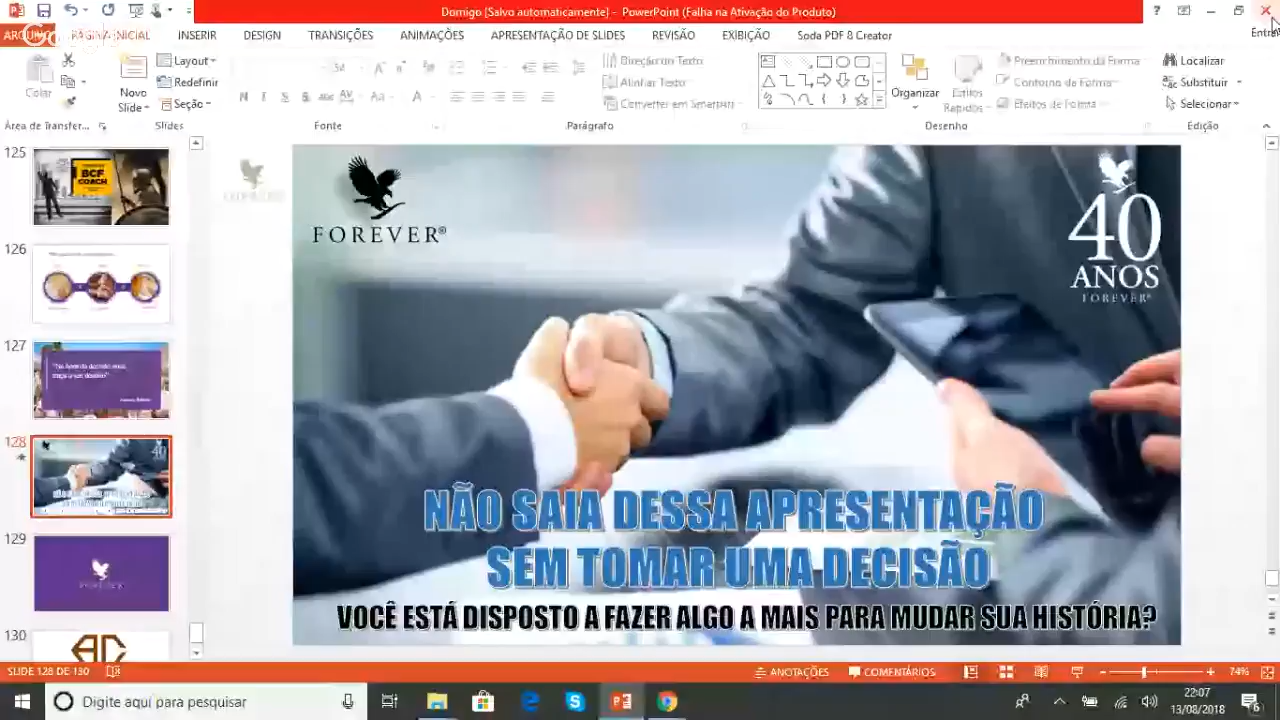 Domigo [Salvo automaticamente] - PowerPoint (Falha na Ativação do Produto)
ARQUIVO PÁGINA INICIAL INSERIR DESIGN TRANSIÇÕES ANIMAÇÕES APRESENTAÇÃO DE SLIDES REVISÃO EXIBIÇÃO Soda PDF 8 Creator
Entrar
Colar
Novo
Slide
Layout
Redefinir
Seção
Direção do Texto
Alinhar Texto
Converter em SmartArt
Organizar
Estilos
Rápidos
Preenchimento da Forma
Contorno da Forma
Efeitos de Forma
Localizar
Substituir
Selecionar
Área de Transfer... Slides Fonte Parágrafo Desenho Edição
125
BCF
COACH
126
127
128
129
130
FOREVER®
40
ANOS
FOREVER®
NÃO SAIA DESSA APRESENTAÇÃO
SEM TOMAR UMA DECISÃO
VOCÊ ESTÁ DISPOSTO A FAZER ALGO A MAIS PARA MUDAR SUA HISTÓRIA?
SLIDE 128 DE 130
ANOTAÇÕES COMENTÁRIOS 74%
Digite aqui para pesquisar
22:07
13/08/2018